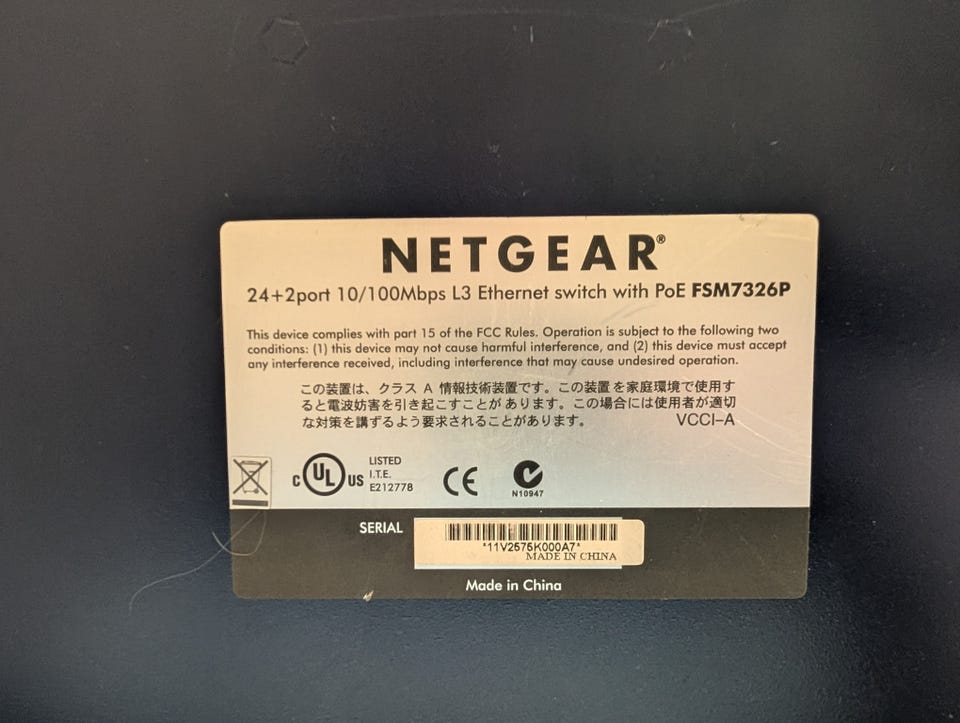 NETGEAR®
24+2port 10/100Mbps L3 Ethernet switch with PoE FSM7326P
This device complies with part 15 of the FCC Rules. Operation is subject to the following two
conditions: (1) this device may not cause harmful interference, and (2) this device must accept
any interference received, including interference that may cause undesired operation.
この装置は、クラス A 情報技術装置です。この装置を家庭環境で使用す
ると電波妨害を引き起こすことが あります。この場合には使用者が適切
な対策を講ずるよう要求されることがあります。 VCCI-A
C UL US LISTED
I.T.E.
E212778
CE
N10947
SERIAL
*11V2575K000A7*
MADE IN CHINA
Made in China